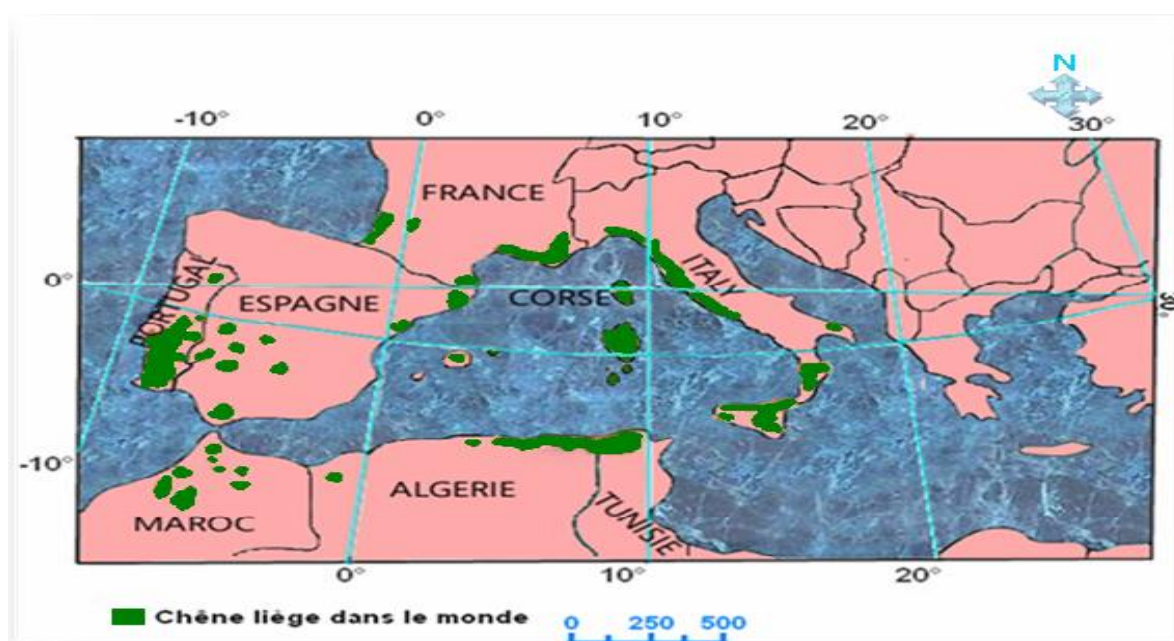 N
-10° 0° 10° 20° 30°
FRANCE
ITALY
PORTUGAL
0°
ESPAGNE
CORSE
30°
-10°
ALGERIE
MAROC
TUNISIE
0° 10° 20°
Chêne liège dans le monde
0 250 500